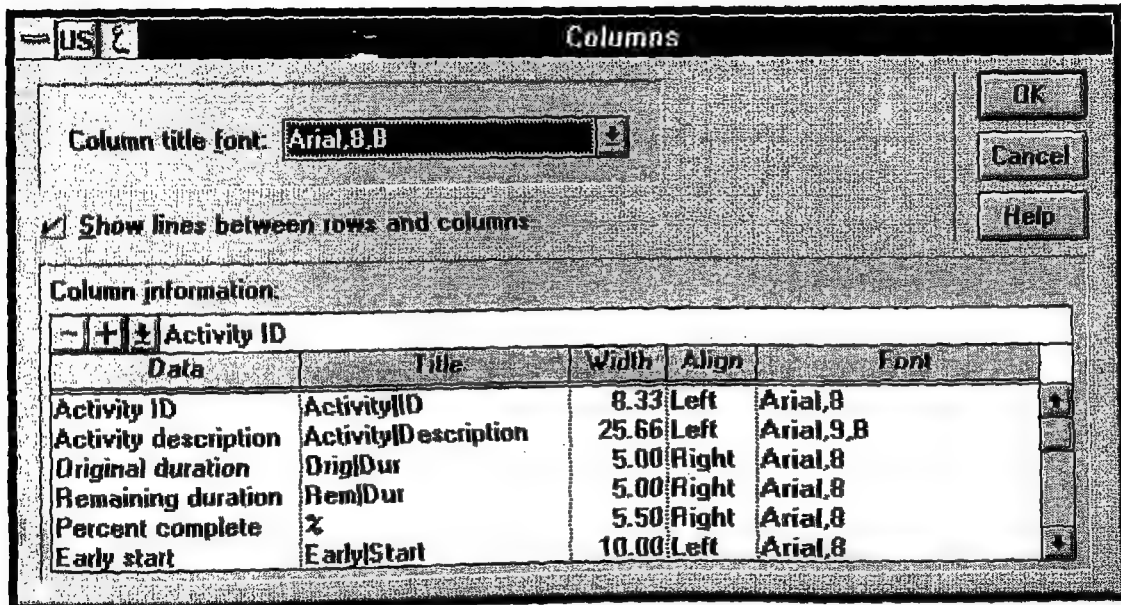 US Columns
OK
Column title font: Arial,8,B
Cancel
Show lines between rows and columns
Help
Column information:
- + Activity ID
Data Title Width Align Font
Activity ID Activity|ID 8.33 Left Arial,8
Activity description Activity|Description 25.66 Left Arial,9,B
Original duration Orig|Dur 5.00 Right Arial,8
Remaining duration Rem|Dur 5.00 Right Arial,8
Percent complete % 5.50 Right Arial,8
Early start Early|Start 10.00 Left Arial,8